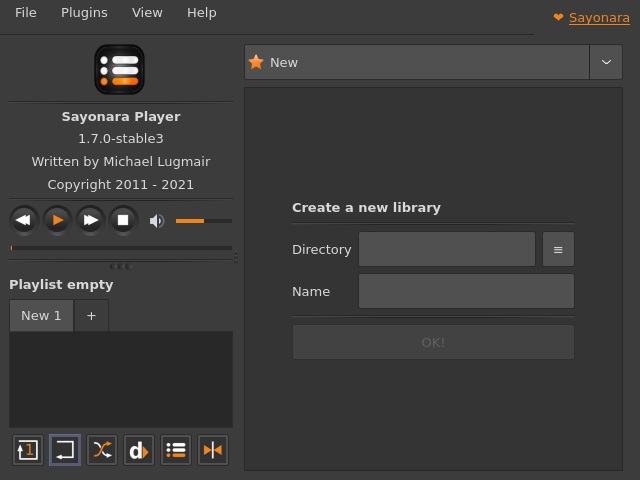 File Plugins View Help
❤ Sayonara
New
Sayonara Player
1.7.0-stable3
Written by Michael Lugmair
Copyright 2011 - 2021
Create a new library
Directory
≡
Name
OK!
Playlist empty
New 1 +
1
d